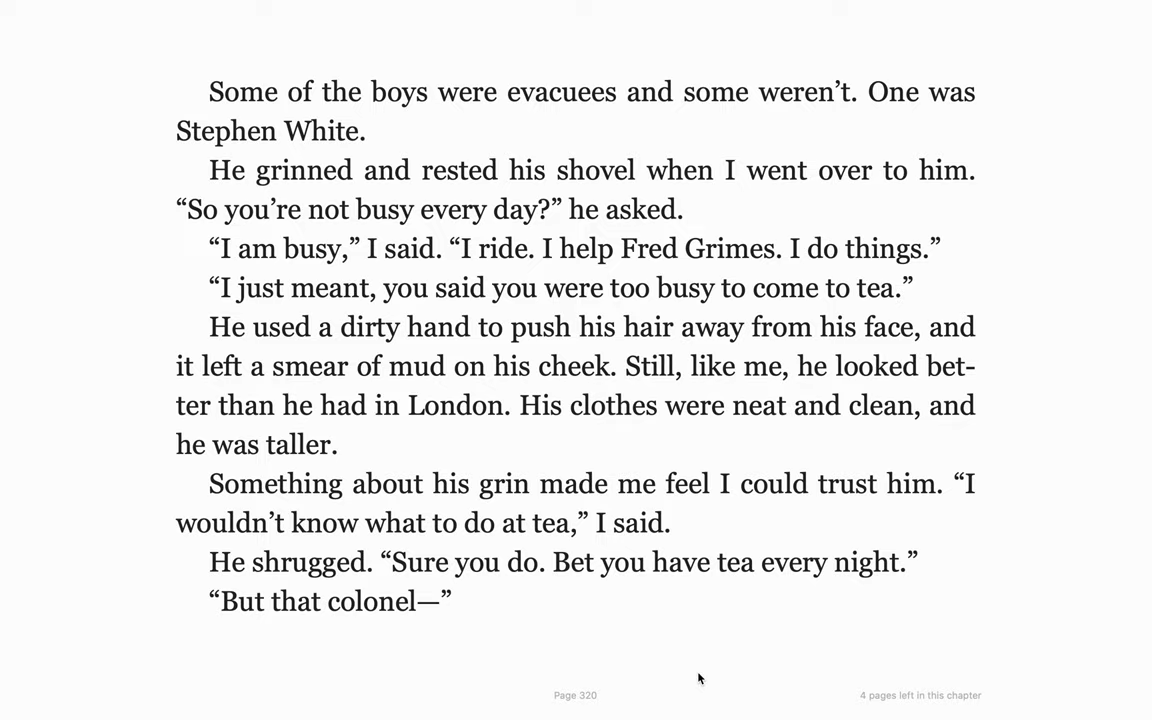 Some of the boys were evacuees and some weren’t. One was
Stephen White.
He grinned and rested his shovel when I went over to him.
“So you’re not busy every day?” he asked.
“I am busy,” I said. “I ride. I help Fred Grimes. I do things.”
“I just meant, you said you were too busy to come to tea.”
He used a dirty hand to push his hair away from his face, and
it left a smear of mud on his cheek. Still, like me, he looked bet-
ter than he had in London. His clothes were neat and clean, and
he was taller.
Something about his grin made me feel I could trust him. “I
wouldn’t know what to do at tea,” I said.
He shrugged. “Sure you do. Bet you have tea every night.”
“But that colonel—”
Page 320
4 pages left in this chapter